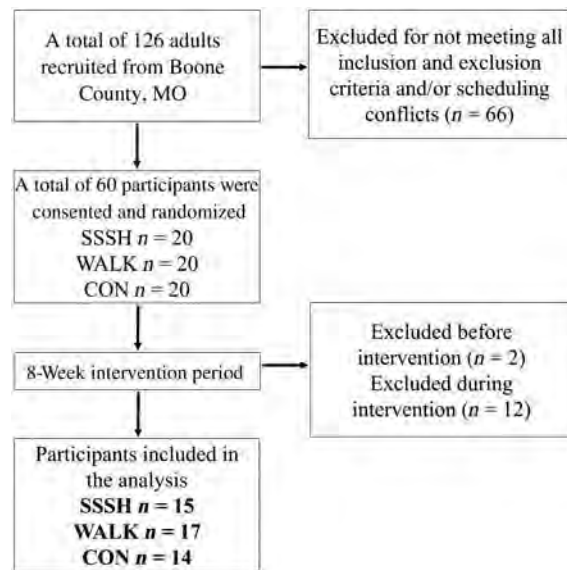 A total of 126 adults
recruited from Boone
County, MO
Excluded for not meeting all
inclusion and exclusion
criteria and/or scheduling
conflicts (n = 66)
A total of 60 participants were
consented and randomized
SSSH n = 20
WALK n = 20
CON n = 20
Excluded before
intervention (n = 2)
Excluded during
intervention (n = 12)
8-Week intervention period
Participants included in
the analysis
SSSH n = 15
WALK n = 17
CON n = 14